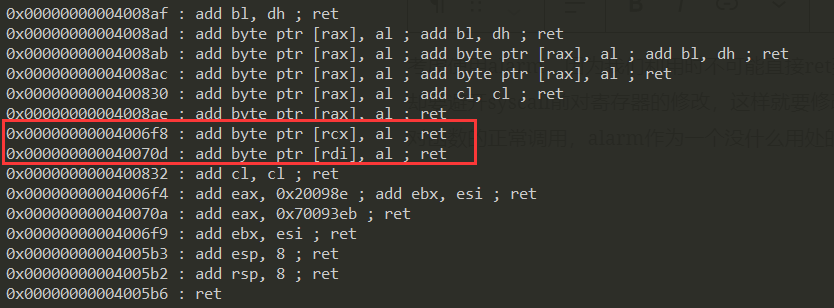 0x00000000004008af : add bl, dh ; ret
0x00000000004008ad : add byte ptr [rax], al ; add bl, dh ; ret
0x00000000004008ab : add byte ptr [rax], al ; add byte ptr [rax], al ; add bl, dh ; ret
0x00000000004008ac : add byte ptr [rax], al ; add byte ptr [rax], al ; ret
0x0000000000400830 : add byte ptr [rax], al ; add cl, cl ; ret
0x00000000004008ae : add byte ptr [rax], al ; ret
0x00000000004006f8 : add byte ptr [rcx], al ; ret
0x000000000040070d : add byte ptr [rdi], al ; ret
0x0000000000400832 : add cl, cl ; ret
0x00000000004006f4 : add eax, 0x20098e ; add ebx, esi ; ret
0x000000000040070a : add eax, 0x70093eb ; ret
0x00000000004006f9 : add ebx, esi ; ret
0x00000000004005b3 : add esp, 8 ; ret
0x00000000004005b2 : add rsp, 8 ; ret
0x00000000004005b6 : ret